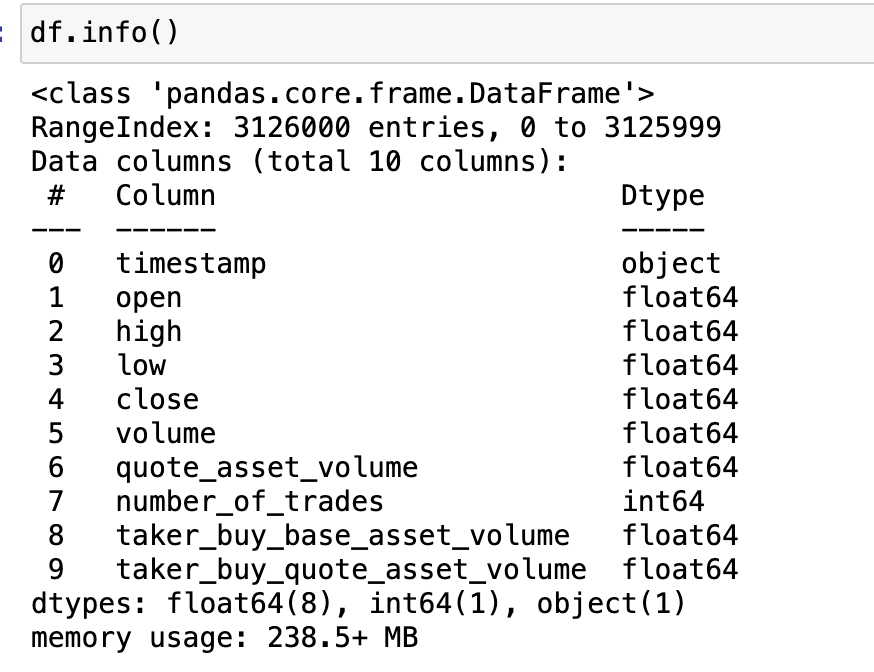 : df.info()
<class 'pandas.core.frame.DataFrame'>
RangeIndex: 3126000 entries, 0 to 3125999
Data columns (total 10 columns):
 #   Column                        Dtype
---  ------                        -----
 0   timestamp                     object
 1   open                          float64
 2   high                          float64
 3   low                           float64
 4   close                         float64
 5   volume                        float64
 6   quote_asset_volume            float64
 7   number_of_trades              int64
 8   taker_buy_base_asset_volume   float64
 9   taker_buy_quote_asset_volume  float64
dtypes: float64(8), int64(1), object(1)
memory usage: 238.5+ MB